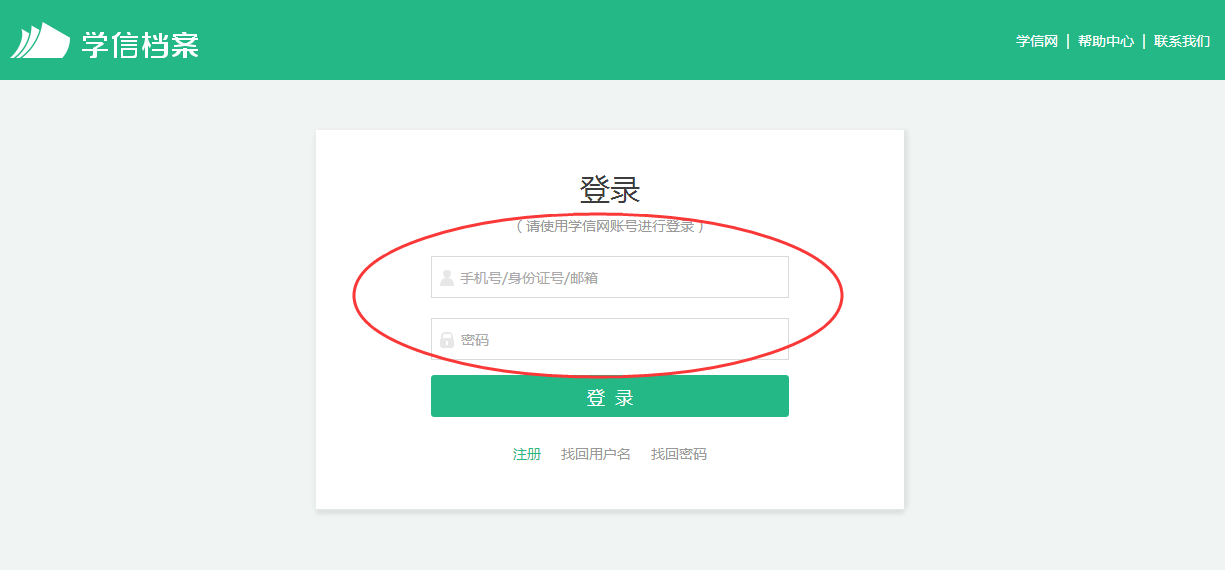 学信档案
学信网 | 帮助中心 | 联系我们
登录
（请使用学信网账号进行登录）
手机号/身份证号/邮箱
密码
登 录
注册 找回用户名 找回密码